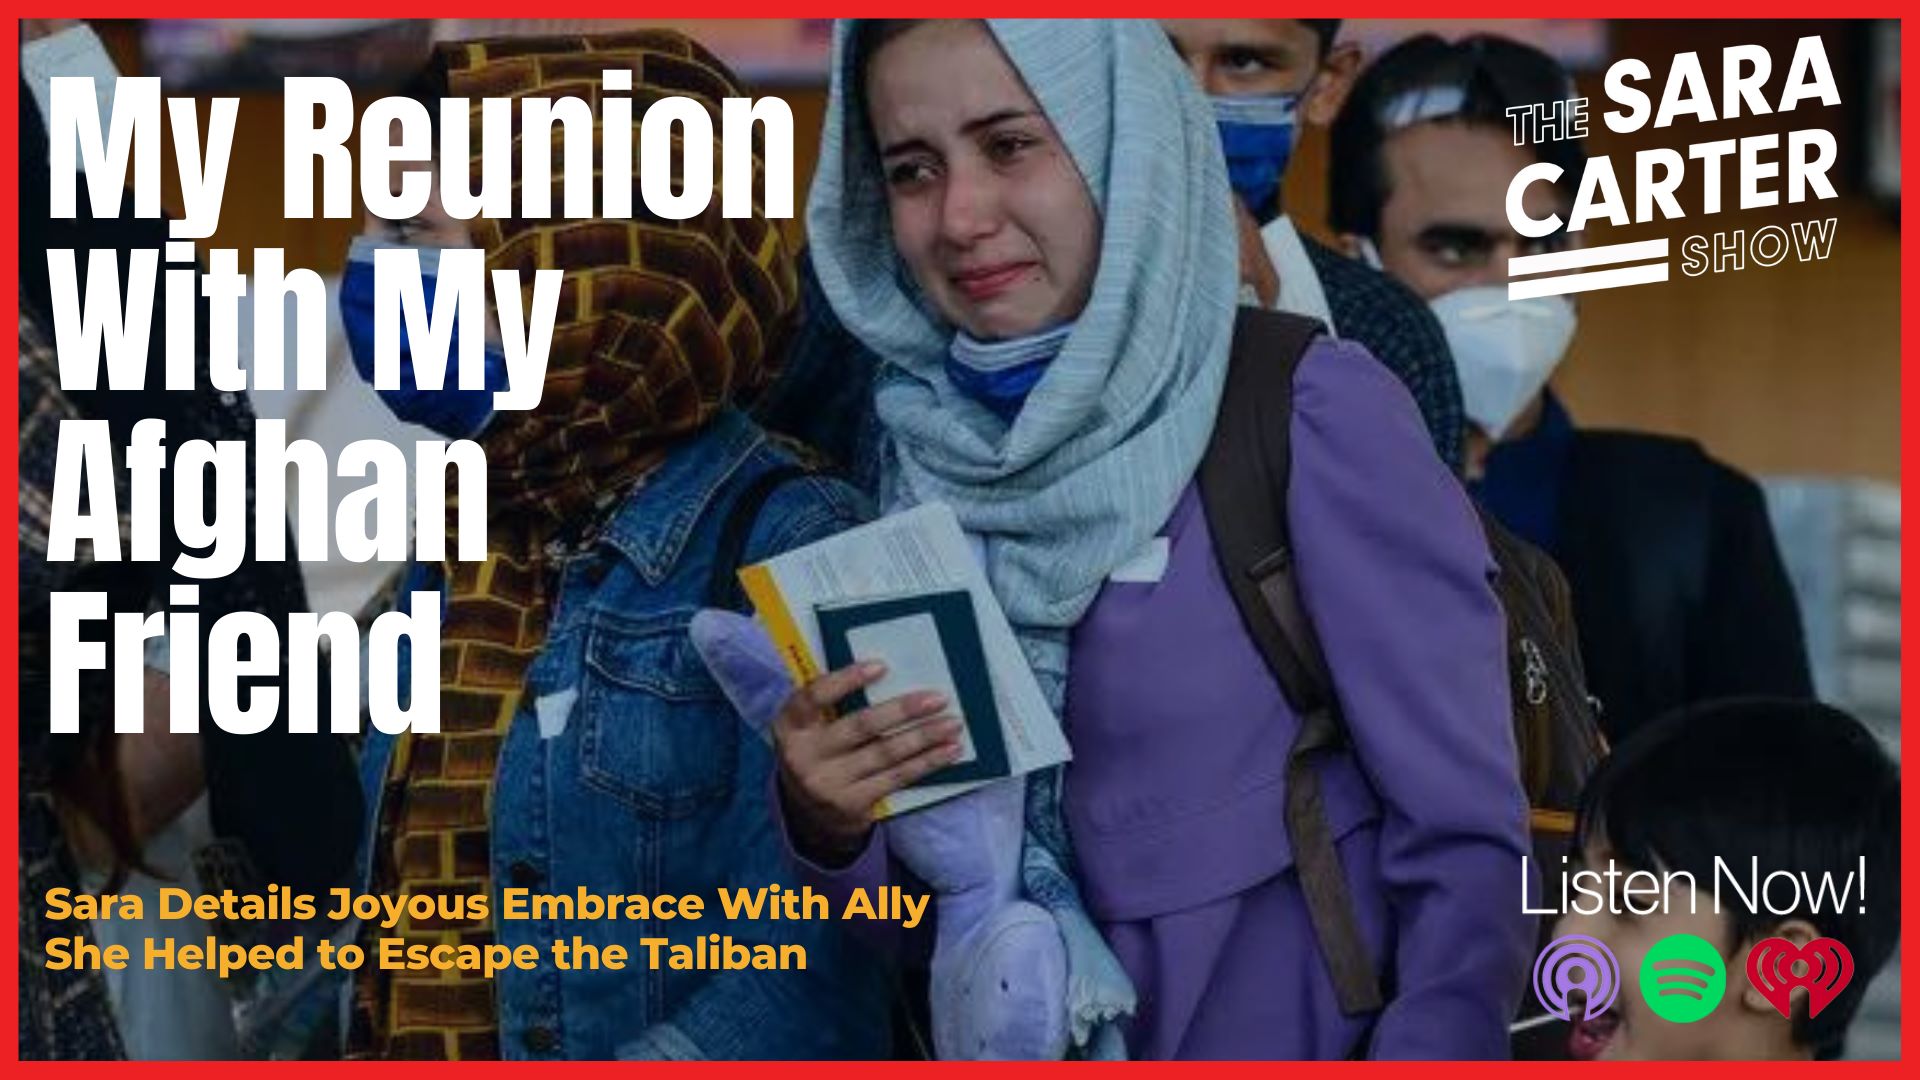 My Reunion
With My
Afghan
Friend
THE SARA
CARTER
SHOW
Sara Details Joyous Embrace With Ally
She Helped to Escape the Taliban
Listen Now!